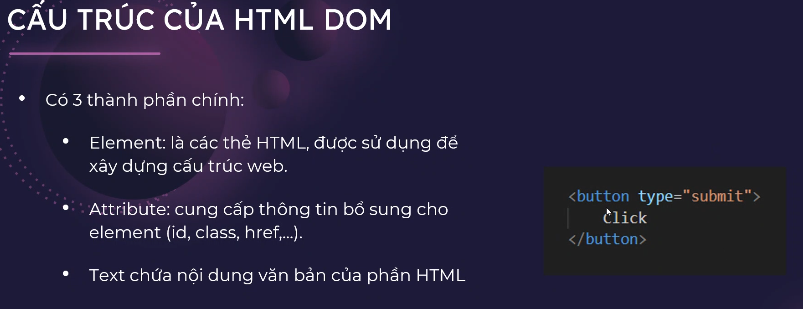 CẤU TRÚC CỦA HTML DOM
• Có 3 thành phần chính:
• Element: là các thẻ HTML, được sử dụng để
xây dựng cấu trúc web.
• Attribute: cung cấp thông tin bổ sung cho
element (id, class, href,...).
• Text chứa nội dung văn bản của phần HTML
<button type="submit">
Click
</button>